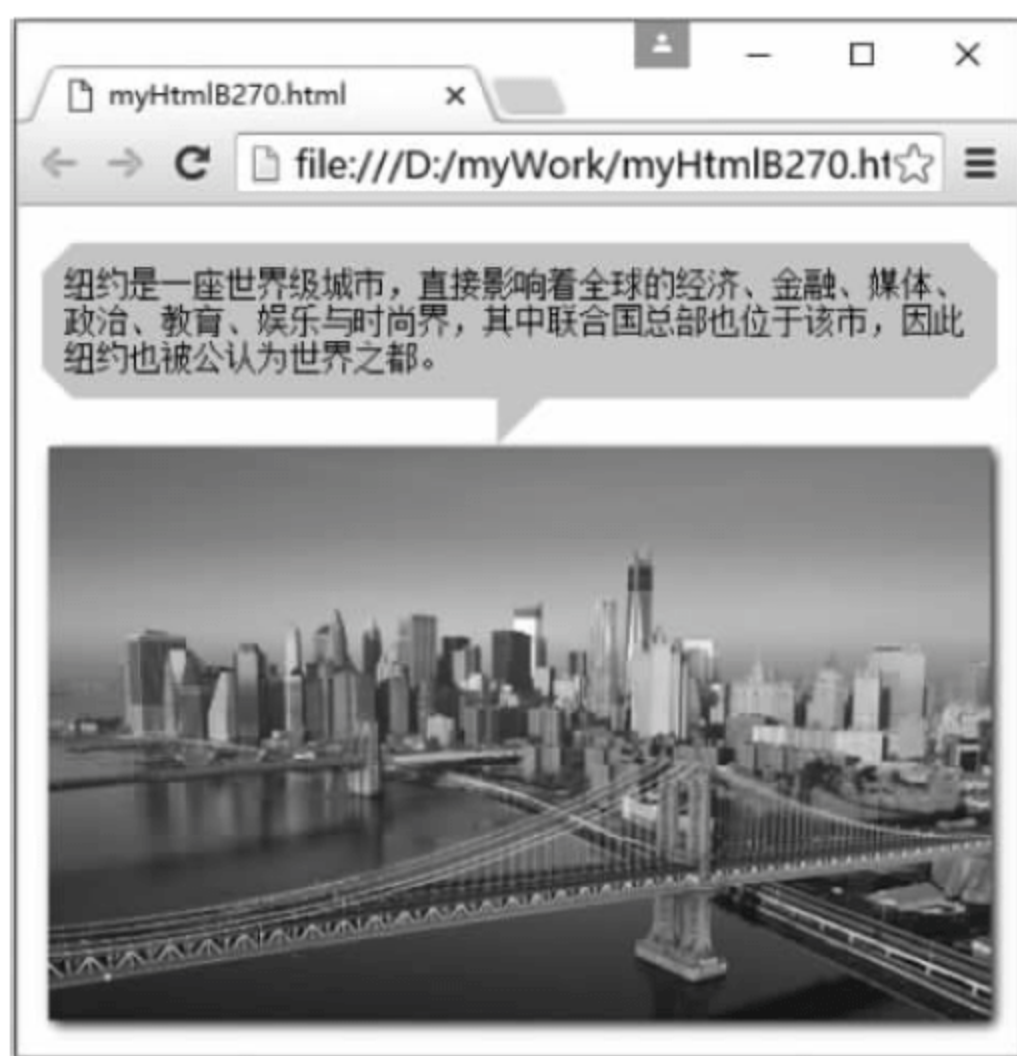 myHtmlB270.html
file:///D:/myWork/myHtmlB270.ht
纽约是一座世界级城市，直接影响着全球的经济、金融、媒体、
政治、教育、娱乐与时尚界，其中联合国总部也位于该市，因此
纽约也被公认为世界之都。